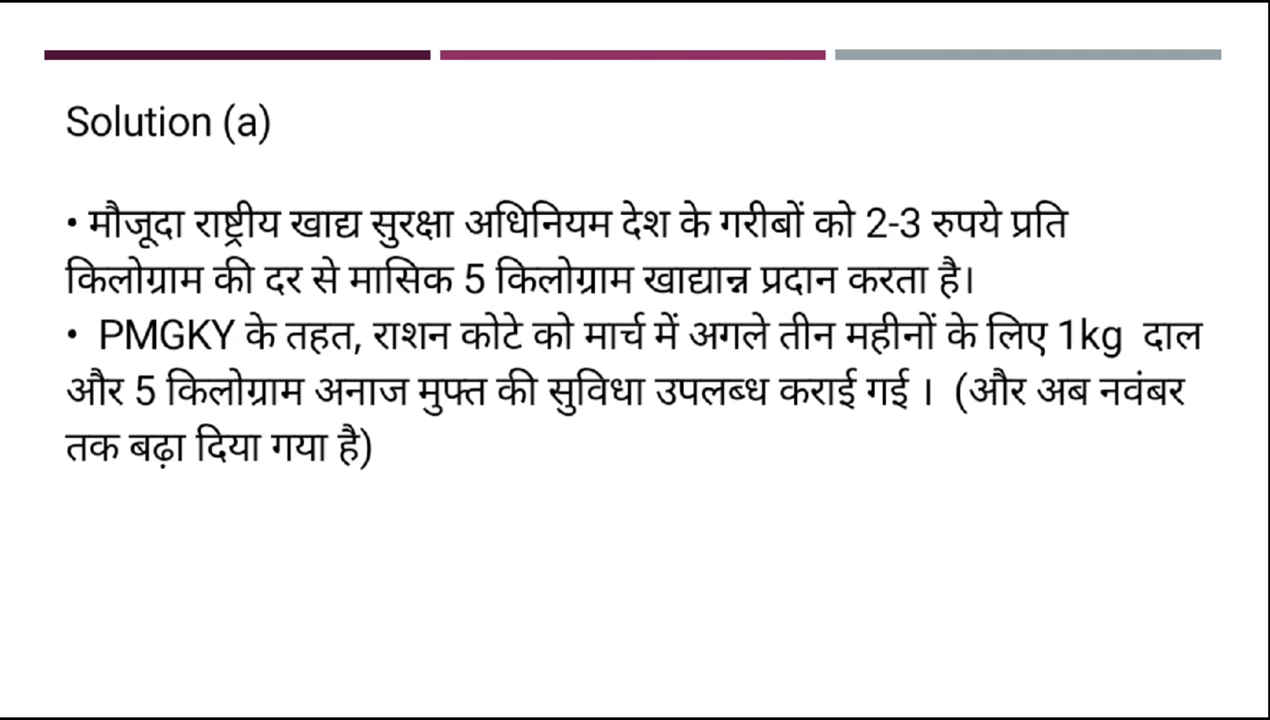 Solution (a)
• मौजूदा राष्ट्रीय खाद्य सुरक्षा अधिनियम देश के गरीबों को 2-3 रुपये प्रति
किलोग्राम की दर से मासिक 5 किलोग्राम खाद्यान्न प्रदान करता है।
• PMGKY के तहत, राशन कोटे को मार्च में अगले तीन महीनों के लिए 1kg दाल
और 5 किलोग्राम अनाज मुफ्त की सुविधा उपलब्ध कराई गई । (और अब नवंबर
तक बढ़ा दिया गया है)